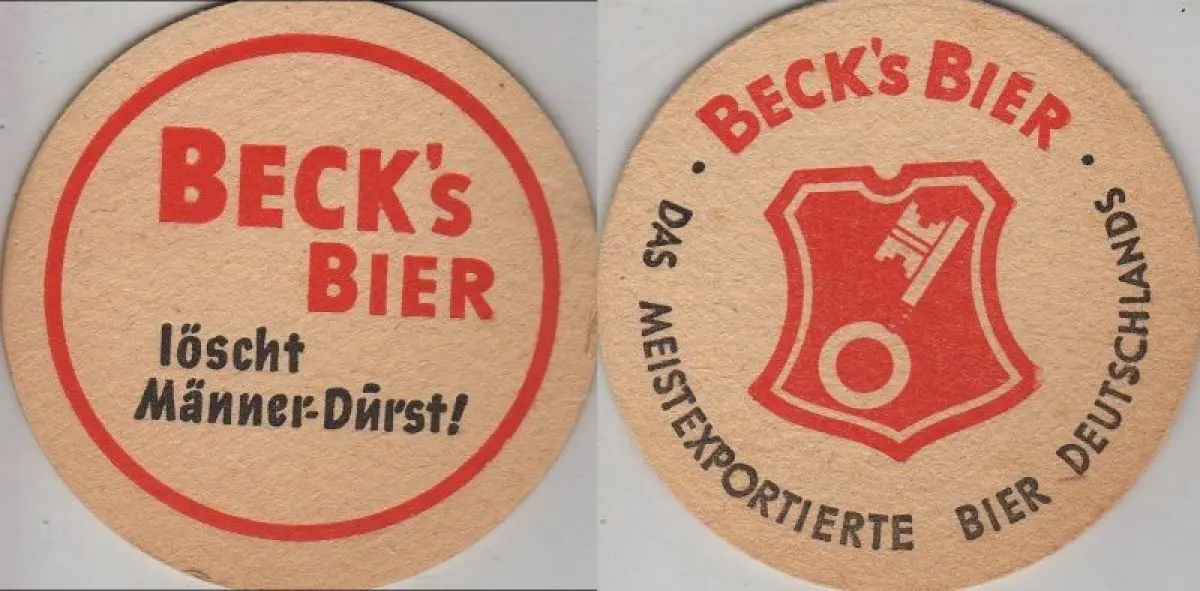 BECK's
BIER
löscht
Männer-Durst!
BECK's BIER
· DAS MEISTEXPORTIERTE BIER DEUTSCHLANDS ·